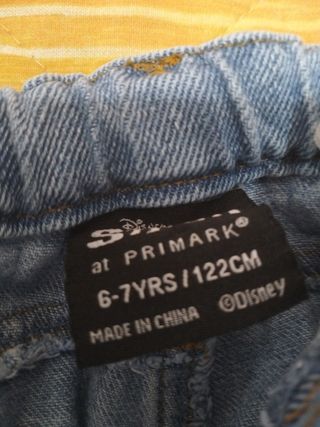 at PRIMARK®
6-7YRS/122CM
MADE IN CHINA ©Disney